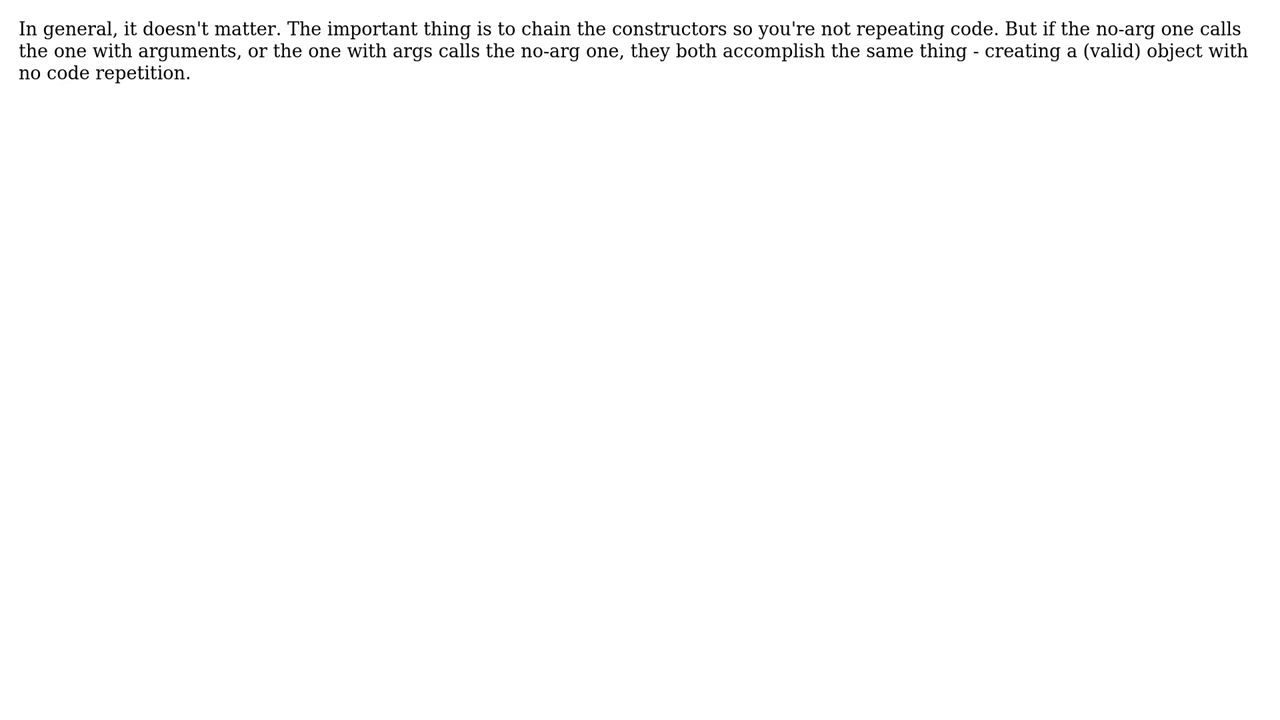 In general, it doesn't matter. The important thing is to chain the constructors so you're not repeating code. But if the no-arg one calls
the one with arguments, or the one with args calls the no-arg one, they both accomplish the same thing - creating a (valid) object with
no code repetition.